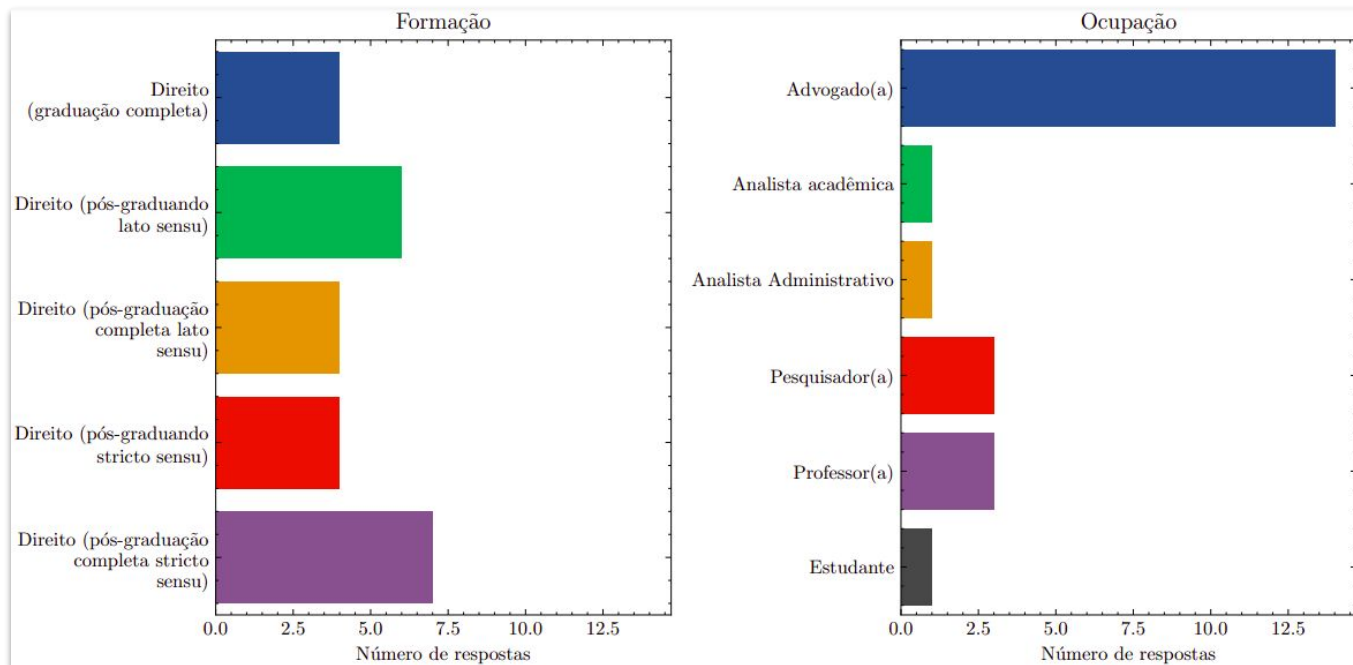 Formação
Direito
(graduação completa)
Direito (pós-graduando
lato sensu)
Direito (pós-graduação
completa lato
sensu)
Direito (pós-graduando
stricto sensu)
Direito (pós-graduação
completa stricto
sensu)
0.0 2.5 5.0 7.5 10.0 12.5
Número de respostas
Ocupação
Advogado(a)
Analista acadêmica
Analista Administrativo
Pesquisador(a)
Professor(a)
Estudante
0.0 2.5 5.0 7.5 10.0 12.5
Número de respostas